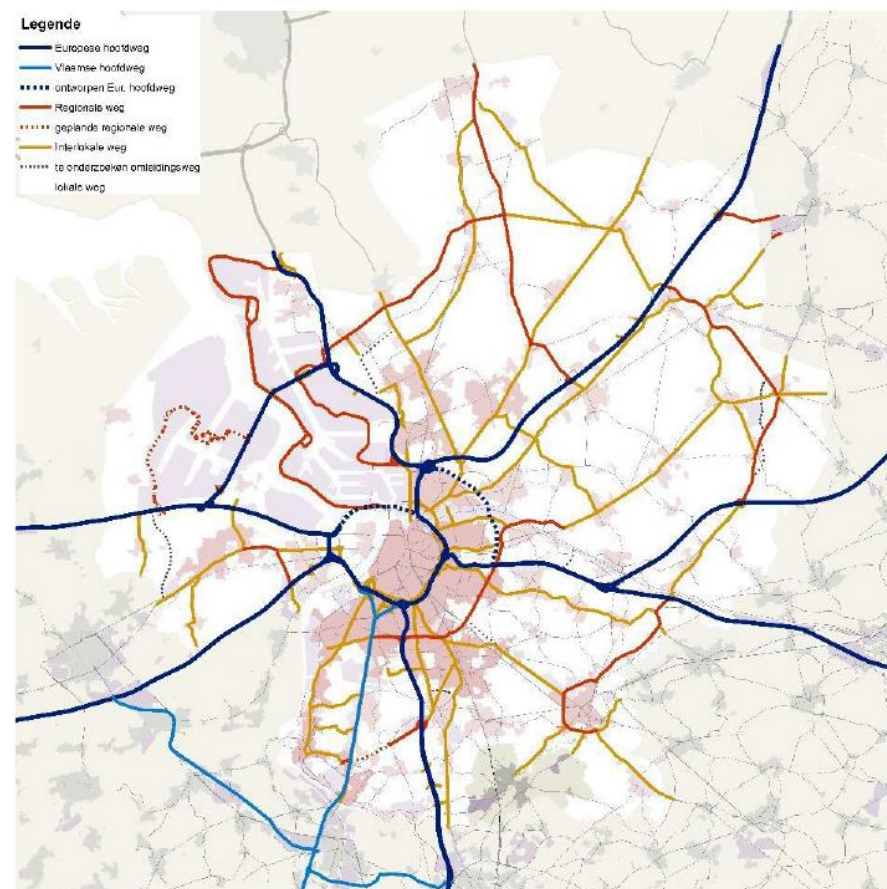 Legende
Europese hoofdweg
Vlaamse hoofdweg
ontworpen Eur. hoofdweg
Regionale weg
geplande regionale weg
Interlokale weg
te onderzoeken omleidingsweg
lokale weg